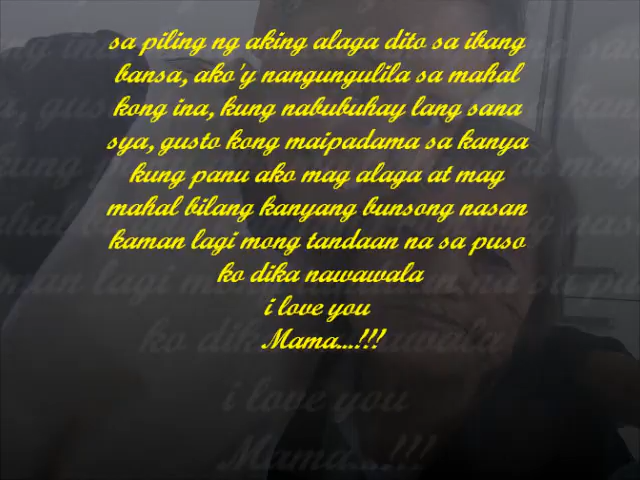 sa piling ng aking alaga dito sa ibang
bansa, ako'y nangungulila sa mahal
kong ina, kung nabubuhay lang sana
sya, gusto kong maipadama sa kanya
kung panu ako mag alaga at mag
mahal bilang kanyang bunsong nasan
kaman lagi mong tandaan na sa puso
ko dika nawawala
i love you
Mama...!!!